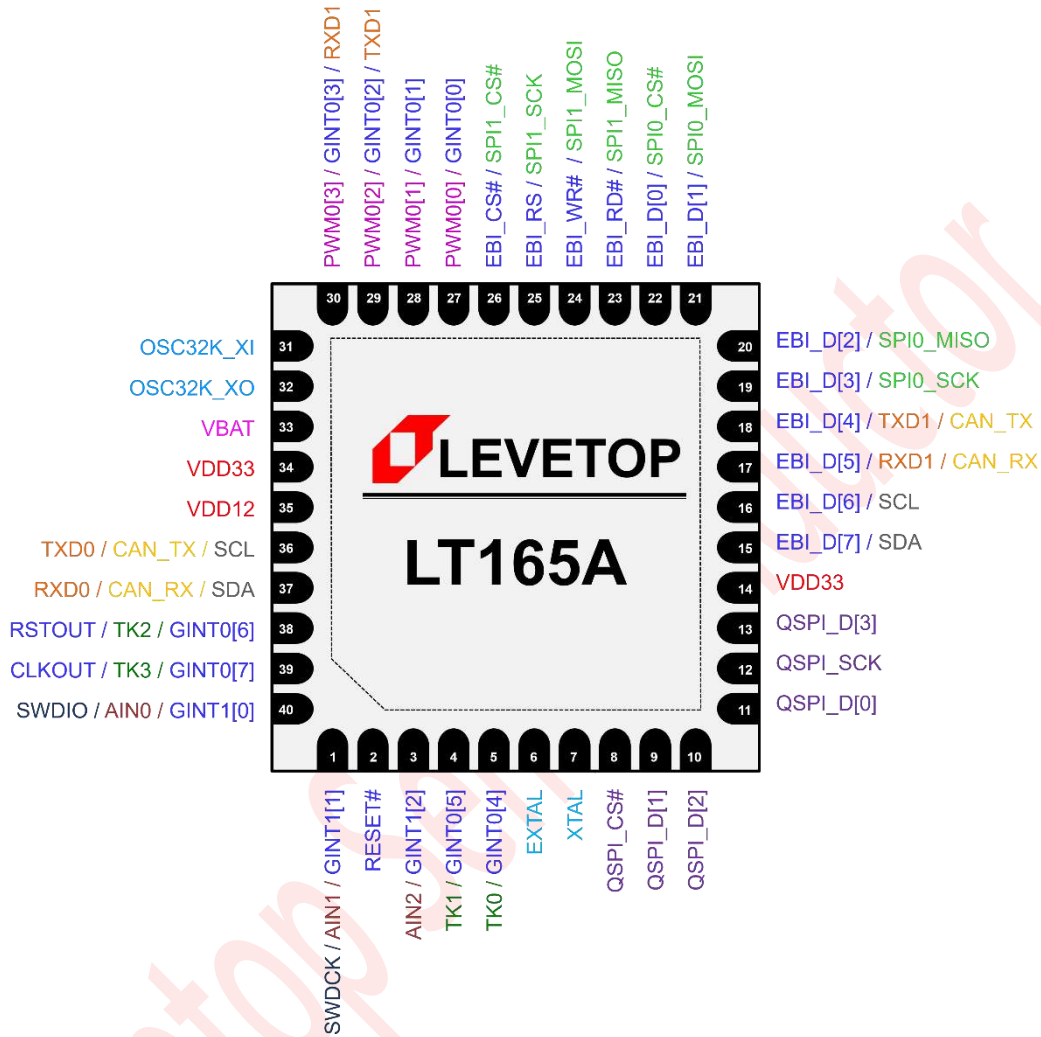 PWM0[3] / GINT0[3] / RXD1
PWM0[2] / GINT0[2] / TXD1
PWM0[1] / GINT0[1]
PWM0[0] / GINT0[0]
EBI_CS# / SPI1_CS#
EBI_RS / SPI1_SCK
EBI_WR# / SPI1_MOSI
EBI_RD# / SPI1_MISO
EBI_D[0] / SPI0_CS#
EBI_D[1] / SPI0_MOSI
30 29 28 27 26 25 24 23 22 21
OSC32K_XI 31
OSC32K_XO 32
VBAT 33
VDD33 34
VDD12 35
TXD0 / CAN_TX / SCL 36
RXD0 / CAN_RX / SDA 37
RSTOUT / TK2 / GINT0[6] 38
CLKOUT / TK3 / GINT0[7] 39
SWDIO / AIN0 / GINT1[0] 40
LEVETOP
LT165A
20 EBI_D[2] / SPI0_MISO
19 EBI_D[3] / SPI0_SCK
18 EBI_D[4] / TXD1 / CAN_TX
17 EBI_D[5] / RXD1 / CAN_RX
16 EBI_D[6] / SCL
15 EBI_D[7] / SDA
14 VDD33
13 QSPI_D[3]
12 QSPI_SCK
11 QSPI_D[0]
1 2 3 4 5 6 7 8 9 10
SWDCK / AIN1 / GINT1[1]
RESET#
AIN2 / GINT1[2]
TK1 / GINT0[5]
TK0 / GINT0[4]
EXTAL
XTAL
QSPI_CS#
QSPI_D[1]
QSPI_D[2]